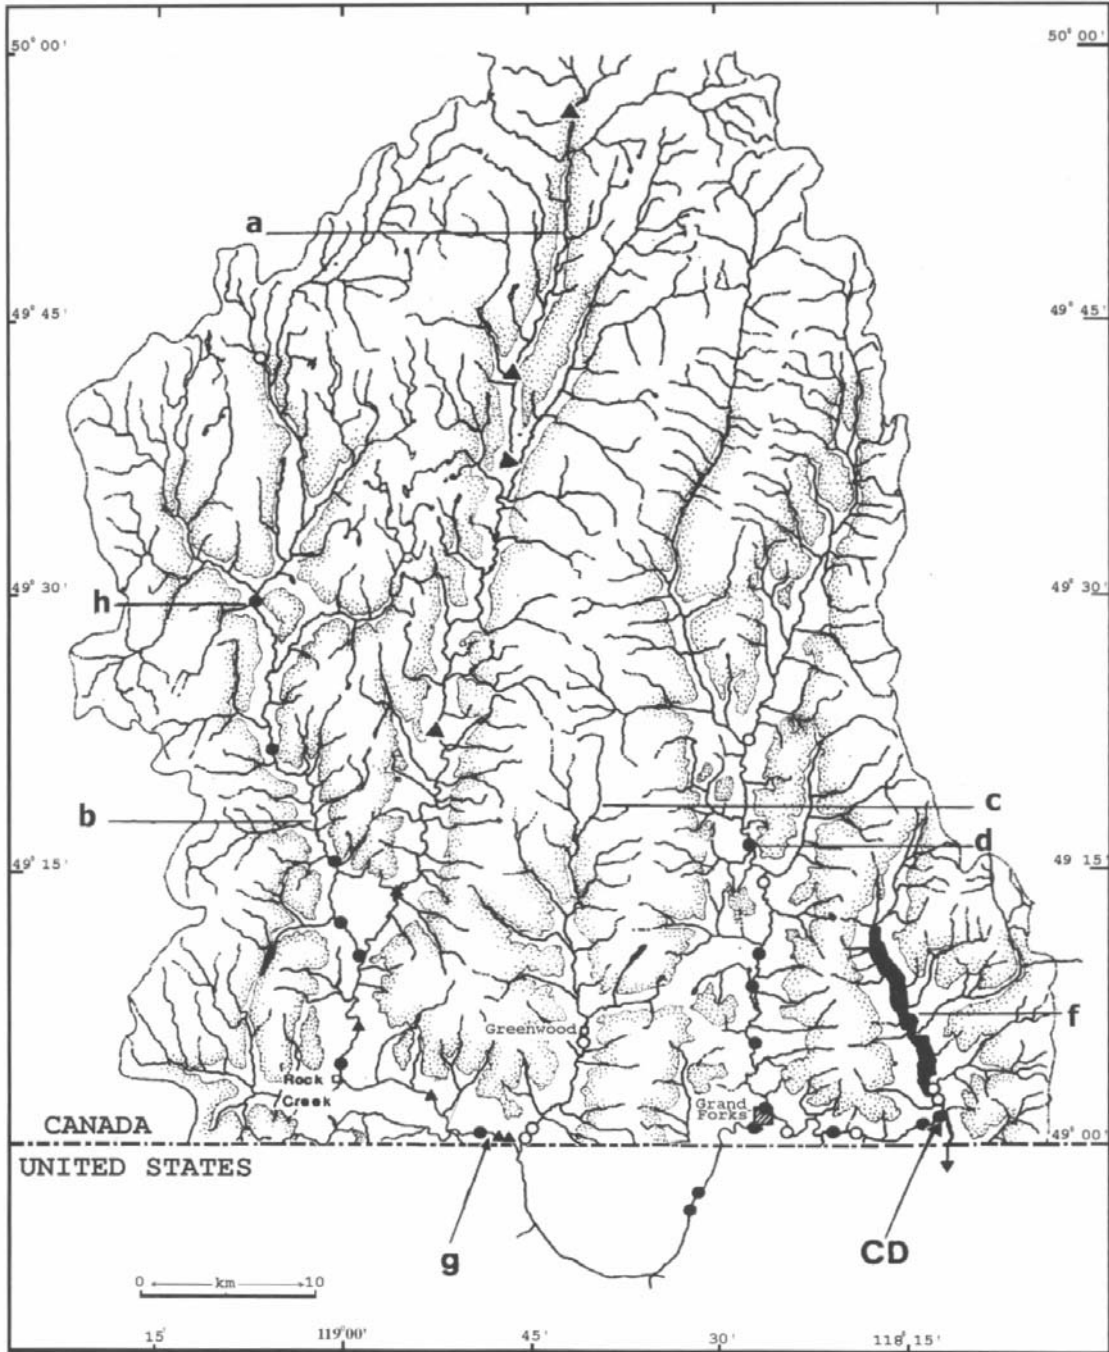 50° 00'
50° 00'
a
49° 45'
49° 45'
49° 30'
49° 30'
h
b
c
d
49° 15'
49 15'
f
Greenwood
Rock
Creek
Grand
Forks
CANADA
49° 00'
UNITED STATES
g
CD
0 km 10
15'
119°00'
45'
30'
118° 15'